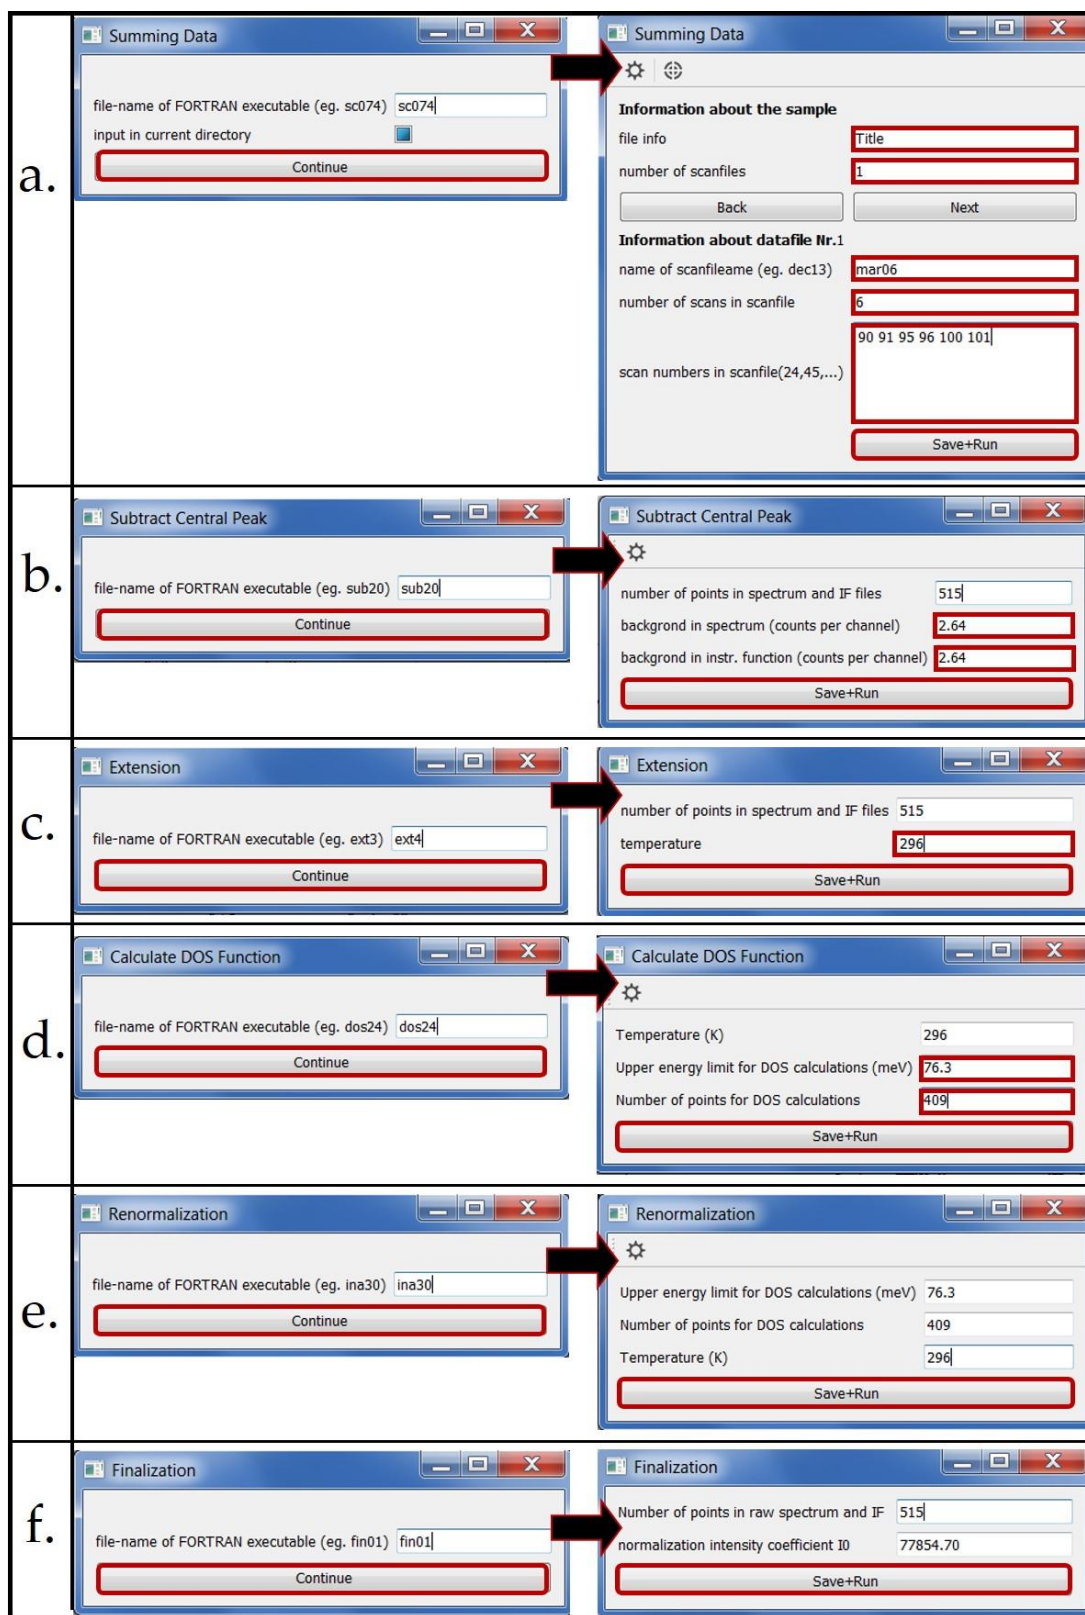 a.
Summing Data
file-name of FORTRAN executable (eg. sc074) sc074
input in current directory
Continue
Summing Data
Information about the sample
file info Title
number of scanfiles 1
Back Next
Information about datafile Nr.1
name of scanfileame (eg. dec13) mar06
number of scans in scanfile 6
90 91 95 96 100 101
scan numbers in scanfile(24,45,...)
Save+Run
b.
Subtract Central Peak
file-name of FORTRAN executable (eg. sub20) sub20
Continue
Subtract Central Peak
number of points in spectrum and IF files 515
backgrond in spectrum (counts per channel) 2.64
backgrond in instr. function (counts per channel) 2.64
Save+Run
c.
Extension
file-name of FORTRAN executable (eg. ext3) ext4
Continue
Extension
number of points in spectrum and IF files 515
temperature 296
Save+Run
d.
Calculate DOS Function
file-name of FORTRAN executable (eg. dos24) dos24
Continue
Calculate DOS Function
Temperature (K) 296
Upper energy limit for DOS calculations (meV) 76.3
Number of points for DOS calculations 409
Save+Run
e.
Renormalization
file-name of FORTRAN executable (eg. ina30) ina30
Continue
Renormalization
Upper energy limit for DOS calculations (meV) 76.3
Number of points for DOS calculations 409
Temperature (K) 296
Save+Run
f.
Finalization
file-name of FORTRAN executable (eg. fin01) fin01
Continue
Finalization
Number of points in raw spectrum and IF 515
normalization intensity coefficient I0 77854.70
Save+Run